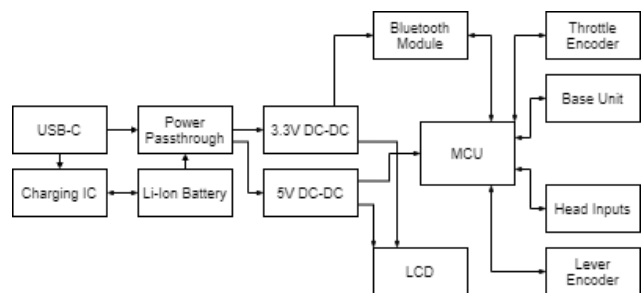 Bluetooth
Module
Throttle
Encoder
USB-C
Power
Passthrough
3.3V DC-DC
MCU
Base Unit
Charging IC
Li-Ion Battery
5V DC-DC
Head Inputs
LCD
Lever
Encoder